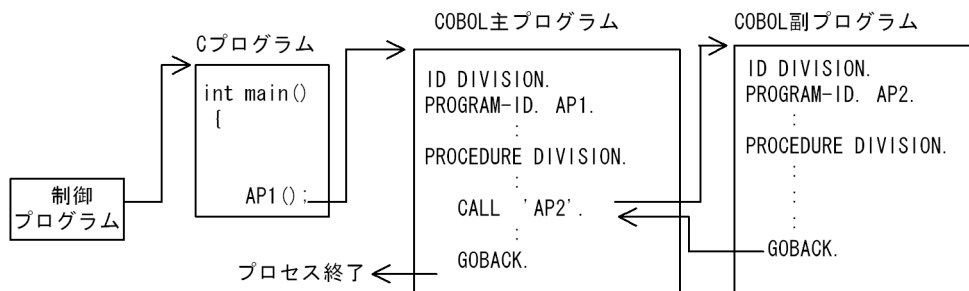 COBOL主プログラム
COBOL副プログラム
Cプログラム
int main()
{
AP1();
制御
プログラム
ID DIVISION.
PROGRAM-ID. AP1.
:
PROCEDURE DIVISION.
:
CALL 'AP2'.
:
GOBACK.
プロセス終了
ID DIVISION.
PROGRAM-ID. AP2.
:
PROCEDURE DIVISION.
:
:
:
:
GOBACK.